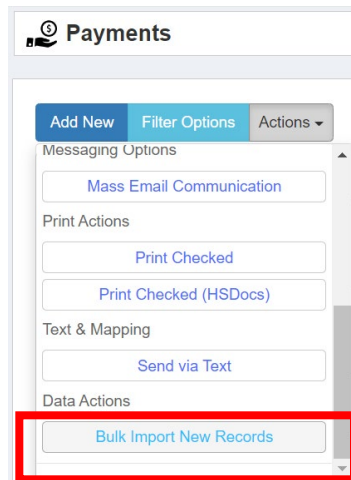 Payments
Add New Filter Options Actions
Messaging Options
Mass Email Communication
Print Actions
Print Checked
Print Checked (HSDocs)
Text & Mapping
Send via Text
Data Actions
Bulk Import New Records